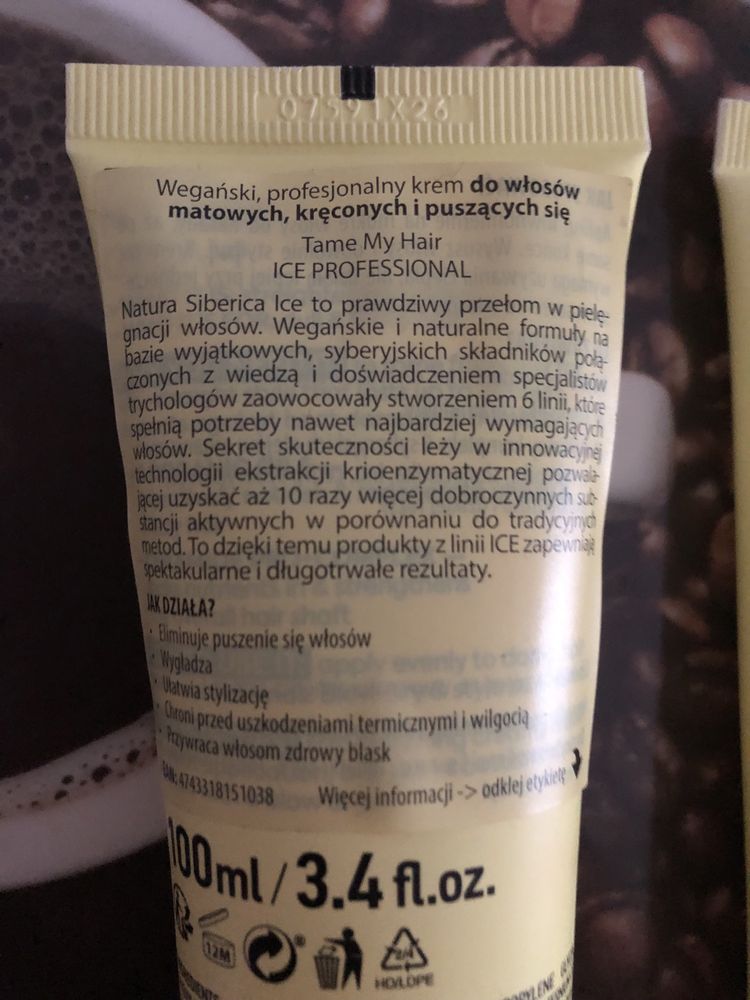 07591X26
Wegański, profesjonalny krem do włosów
matowych, kręconych i puszących się
Tame My Hair
ICE PROFESSIONAL
Natura Siberica Ice to prawdziwy przełom w pielę-
gnacji włosów. Wegańskie i naturalne formuły na
bazie wyjątkowych, syberyjskich składników połą-
czonych z wiedzą i doświadczeniem specjalistów
trychologów zaowocowały stworzeniem 6 linii, które
spełnią potrzeby nawet najbardziej wymagających
włosów. Sekret skuteczności leży w innowacyjnej
technologii ekstrakcji krioenzymatycznej pozwala-
jącej uzyskać aż 10 razy więcej dobroczynnych sub-
stancji aktywnych w porównaniu do tradycyjnych
metod. To dzięki temu produkty z linii ICE zapewniają
spektakularne i długotrwałe rezultaty.
JAK DZIAŁA?
· Eliminuje puszenie się włosów
· Wygładza
· Ułatwia stylizację
· Chroni przed uszkodzeniami termicznymi i wilgocią
· Przywraca włosom zdrowy blask
EAN: 4743318151038 Więcej informacji -> odklej etykietę
100ml / 3.4 fl.oz.
12M
HD/LDPE